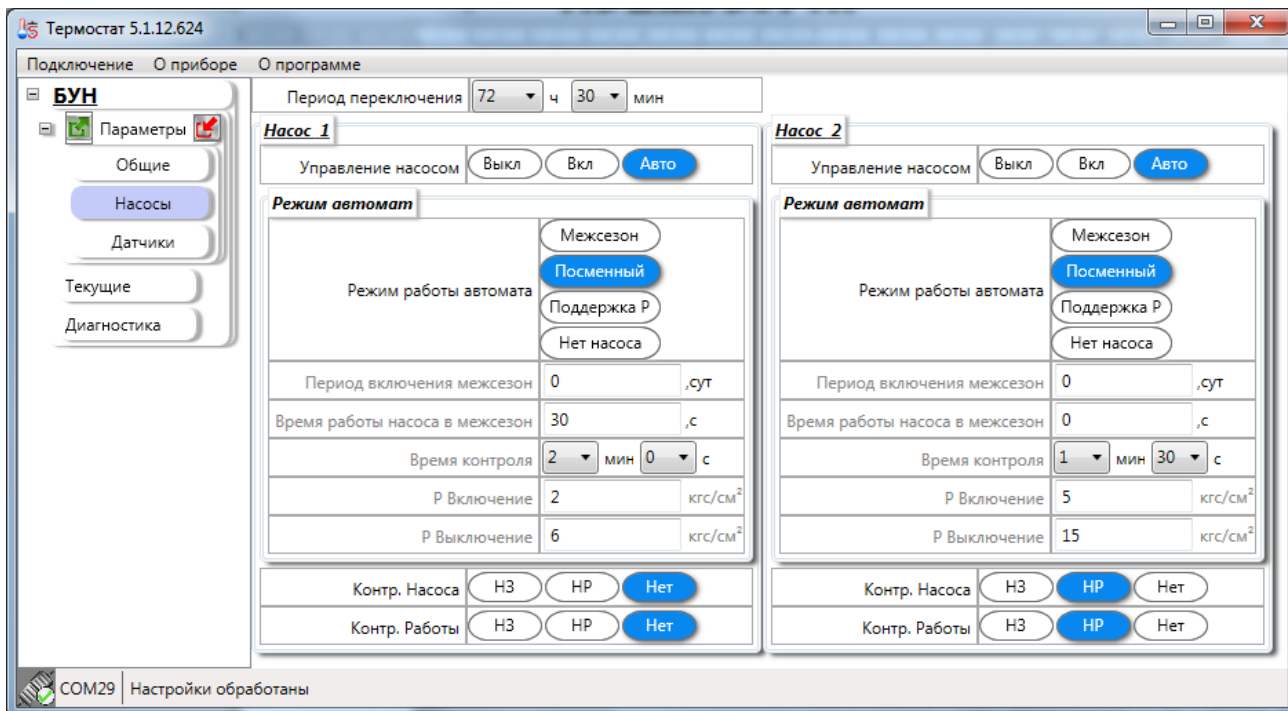 Термостат 5.1.12.624
Подключение О приборе О программе
БУН
Параметры
Общие
Насосы
Датчики
Текущие
Диагностика
Период переключения 72 ч 30 мин
Насос 1
Управление насосом Выкл Вкл Авто
Режим автомат
Режим работы автомата
Межсезон
Посменный
Поддержка Р
Нет насоса
Период включения межсезон 0 ,сут
Время работы насоса в межсезон 30 ,с
Время контроля 2 мин 0 с
Р Включение 2 кгс/см²
Р Выключение 6 кгс/см²
Контр. Насоса НЗ НР Нет
Контр. Работы НЗ НР Нет
Насос 2
Управление насосом Выкл Вкл Авто
Режим автомат
Режим работы автомата
Межсезон
Посменный
Поддержка Р
Нет насоса
Период включения межсезон 0 ,сут
Время работы насоса в межсезон 0 ,с
Время контроля 1 мин 30 с
Р Включение 5 кгс/см²
Р Выключение 15 кгс/см²
Контр. Насоса НЗ НР Нет
Контр. Работы НЗ НР Нет
COM29 Настройки обработаны